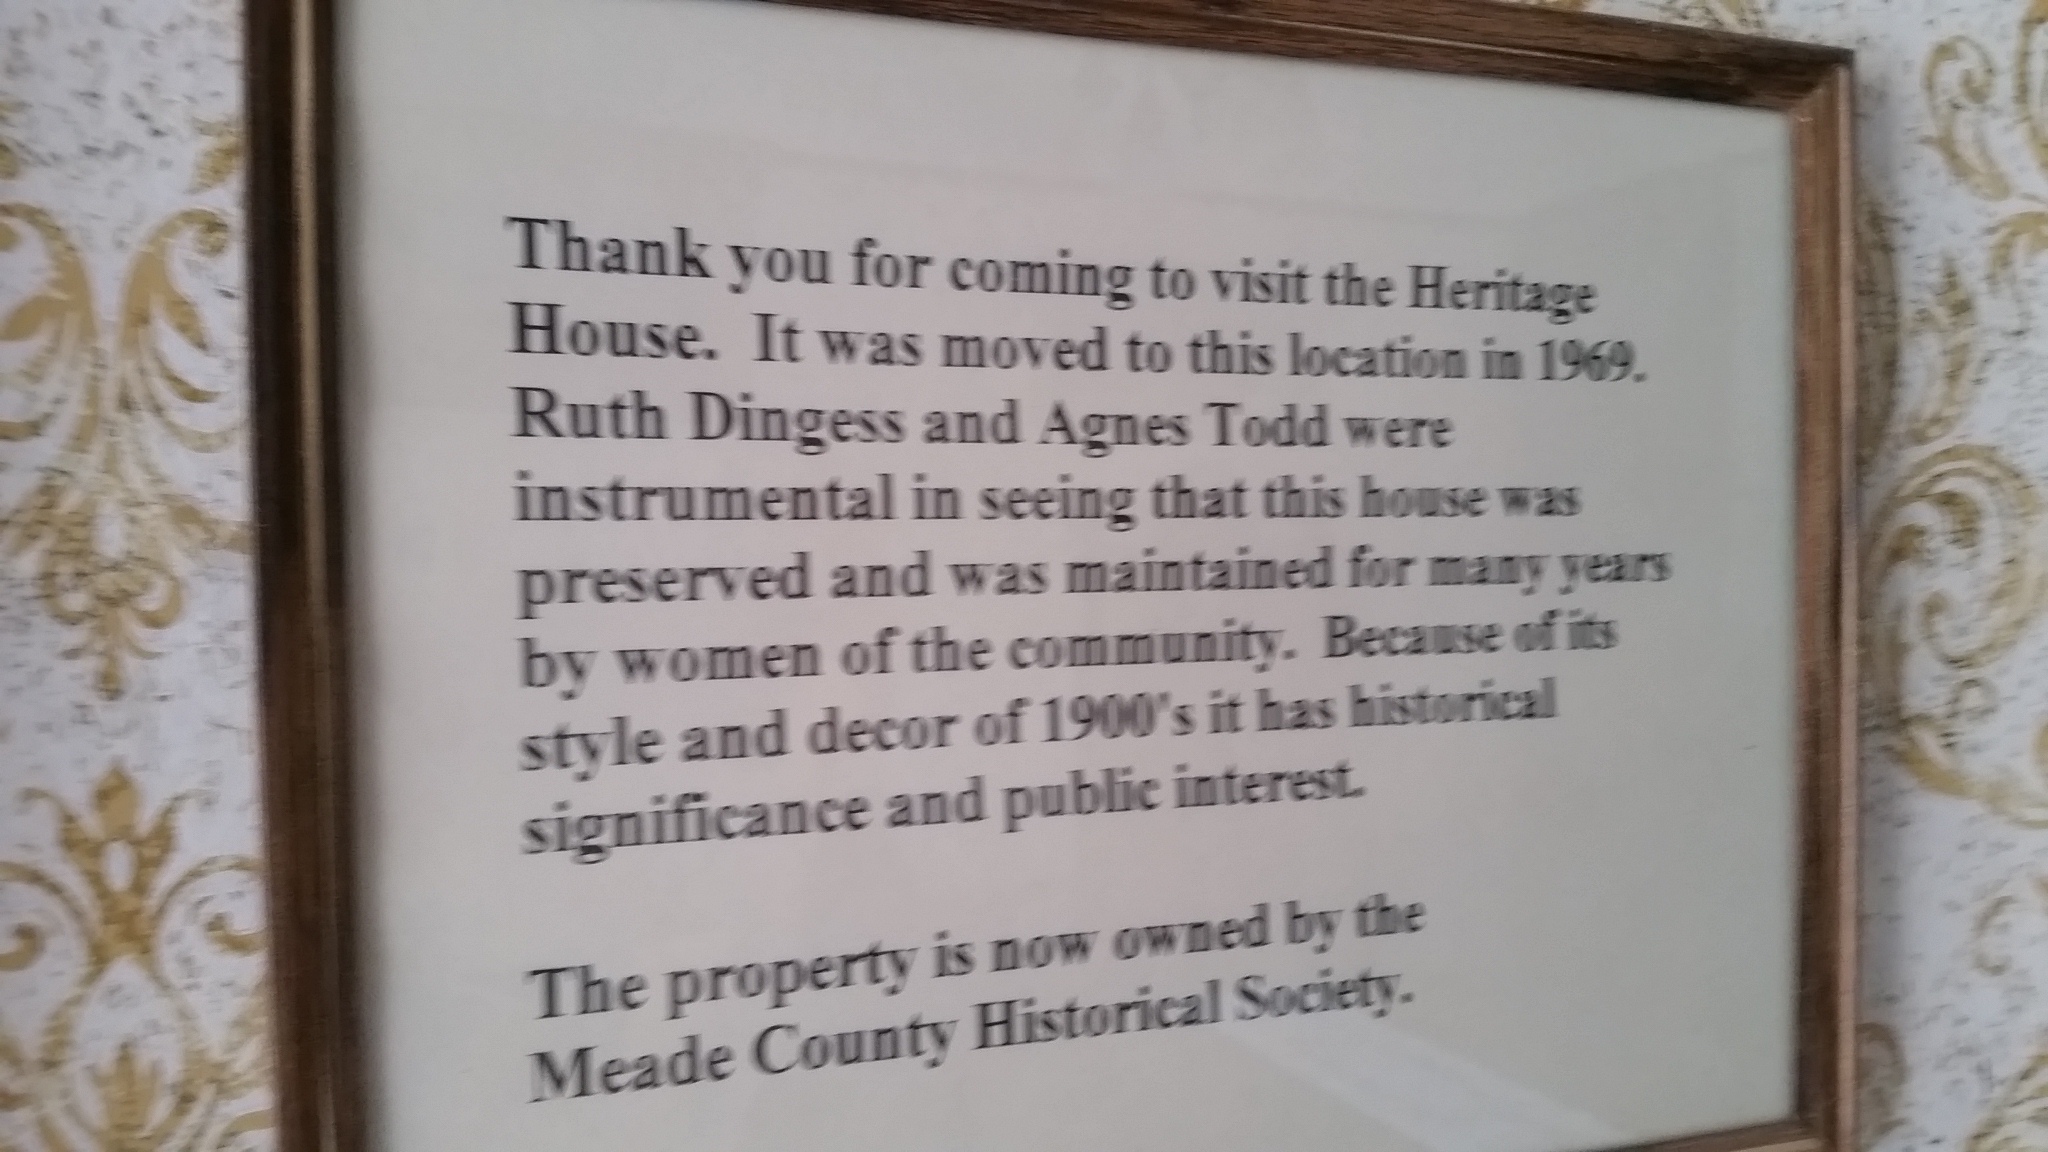 Thank you for coming to visit the Heritage
House. It was moved to this location in 1969.
Ruth Dingess and Agnes Todd were
instrumental in seeing that this house was
preserved and was maintained for many years
by women of the community. Because of its
style and decor of 1900's it has historical
significance and public interest.
The property is now owned by the
Meade County Historical Society.